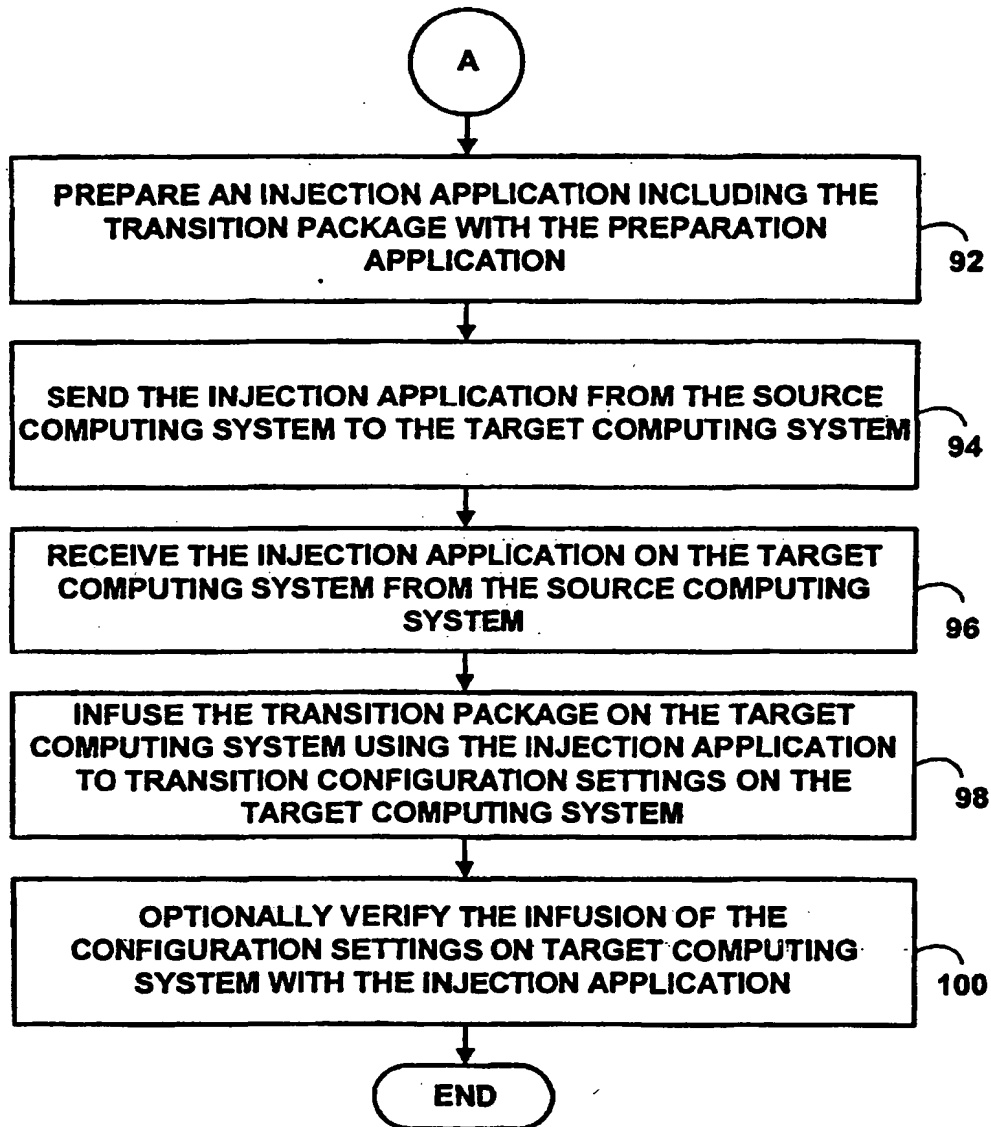 A
PREPARE AN INJECTION APPLICATION INCLUDING THE
TRANSITION PACKAGE WITH THE PREPARATION
APPLICATION
92
SEND THE INJECTION APPLICATION FROM THE SOURCE
COMPUTING SYSTEM TO THE TARGET COMPUTING SYSTEM
94
RECEIVE THE INJECTION APPLICATION ON THE TARGET
COMPUTING SYSTEM FROM THE SOURCE COMPUTING
SYSTEM
96
INFUSE THE TRANSITION PACKAGE ON THE TARGET
COMPUTING SYSTEM USING THE INJECTION APPLICATION
TO TRANSITION CONFIGURATION SETTINGS ON THE
TARGET COMPUTING SYSTEM
98
OPTIONALLY VERIFY THE INFUSION OF THE
CONFIGURATION SETTINGS ON TARGET COMPUTING
SYSTEM WITH THE INJECTION APPLICATION
100
END